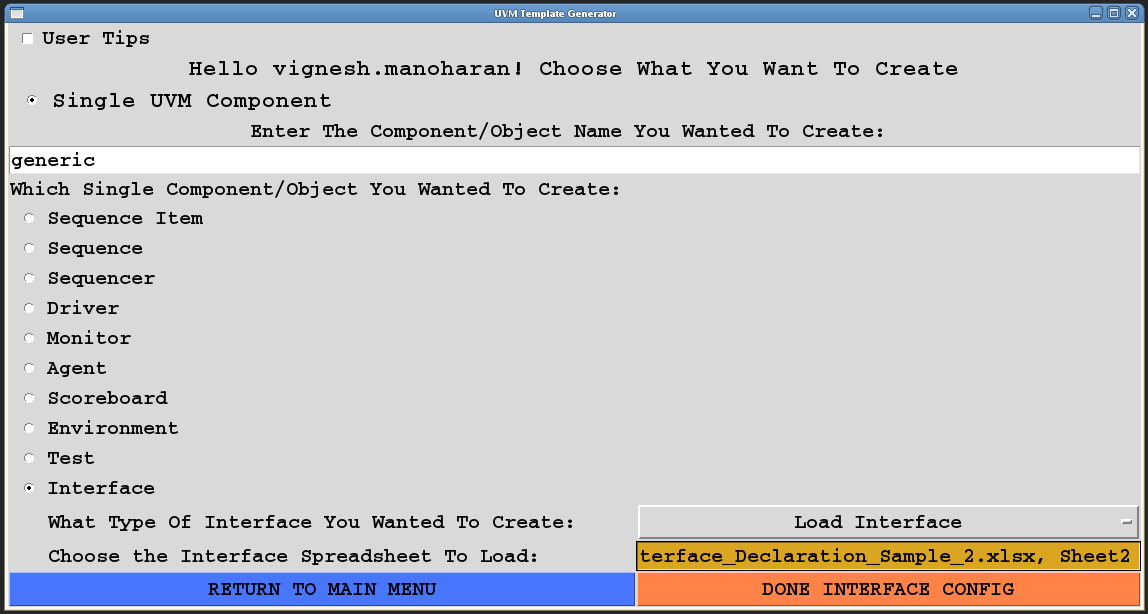 UVM Template Generator
User Tips
Hello vignesh.manoharan! Choose What You Want To Create
Single UVM Component
Enter The Component/Object Name You Wanted To Create:
generic
Which Single Component/Object You Wanted To Create:
Sequence Item
Sequence
Sequencer
Driver
Monitor
Agent
Scoreboard
Environment
Test
Interface
What Type Of Interface You Wanted To Create: Load Interface
Choose the Interface Spreadsheet To Load: terface_Declaration_Sample_2.xlsx, Sheet2
RETURN TO MAIN MENU DONE INTERFACE CONFIG